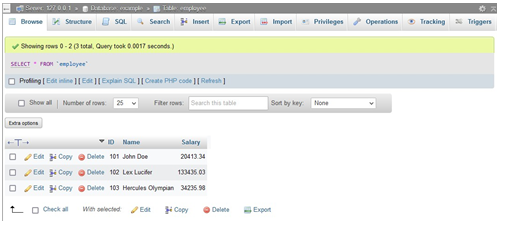 Server: 127.0.0.1 » Database: example » Table: employee
Browse Structure SQL Search Insert Export Import Privileges Operations Tracking Triggers
Showing rows 0 - 2 (3 total, Query took 0.0017 seconds.)
SELECT * FROM `employee`
Profiling [ Edit inline ] [ Edit ] [ Explain SQL ] [ Create PHP code ] [ Refresh ]
Show all Number of rows: 25 Filter rows: Search this table Sort by key: None
Extra options
ID Name Salary
Edit Copy Delete 101 John Doe 20413.34
Edit Copy Delete 102 Lex Lucifer 133435.03
Edit Copy Delete 103 Hercules Olympian 34235.98
Check all With selected: Edit Copy Delete Export